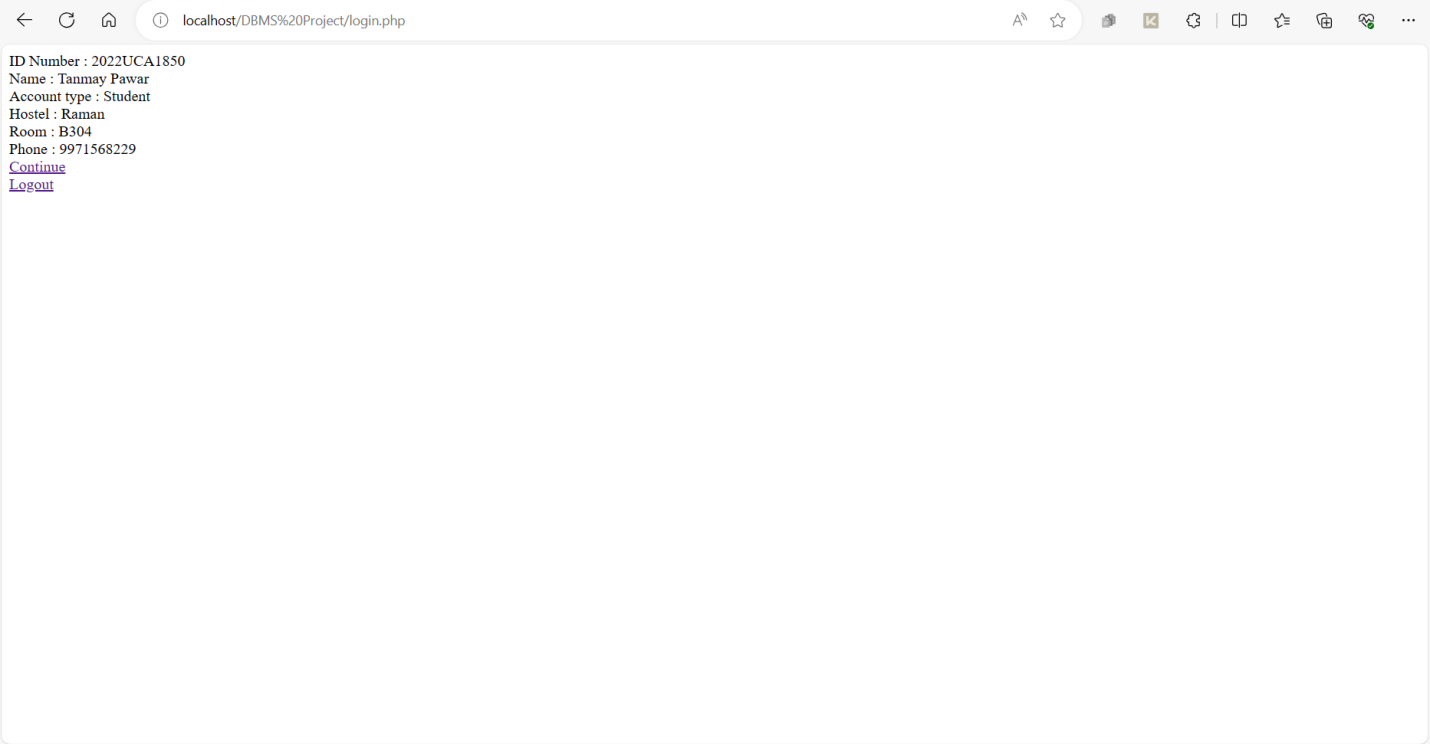 localhost/DBMS%20Project/login.php
ID Number : 2022UCA1850
Name : Tanmay Pawar
Account type : Student
Hostel : Raman
Room : B304
Phone : 9971568229
Continue
Logout